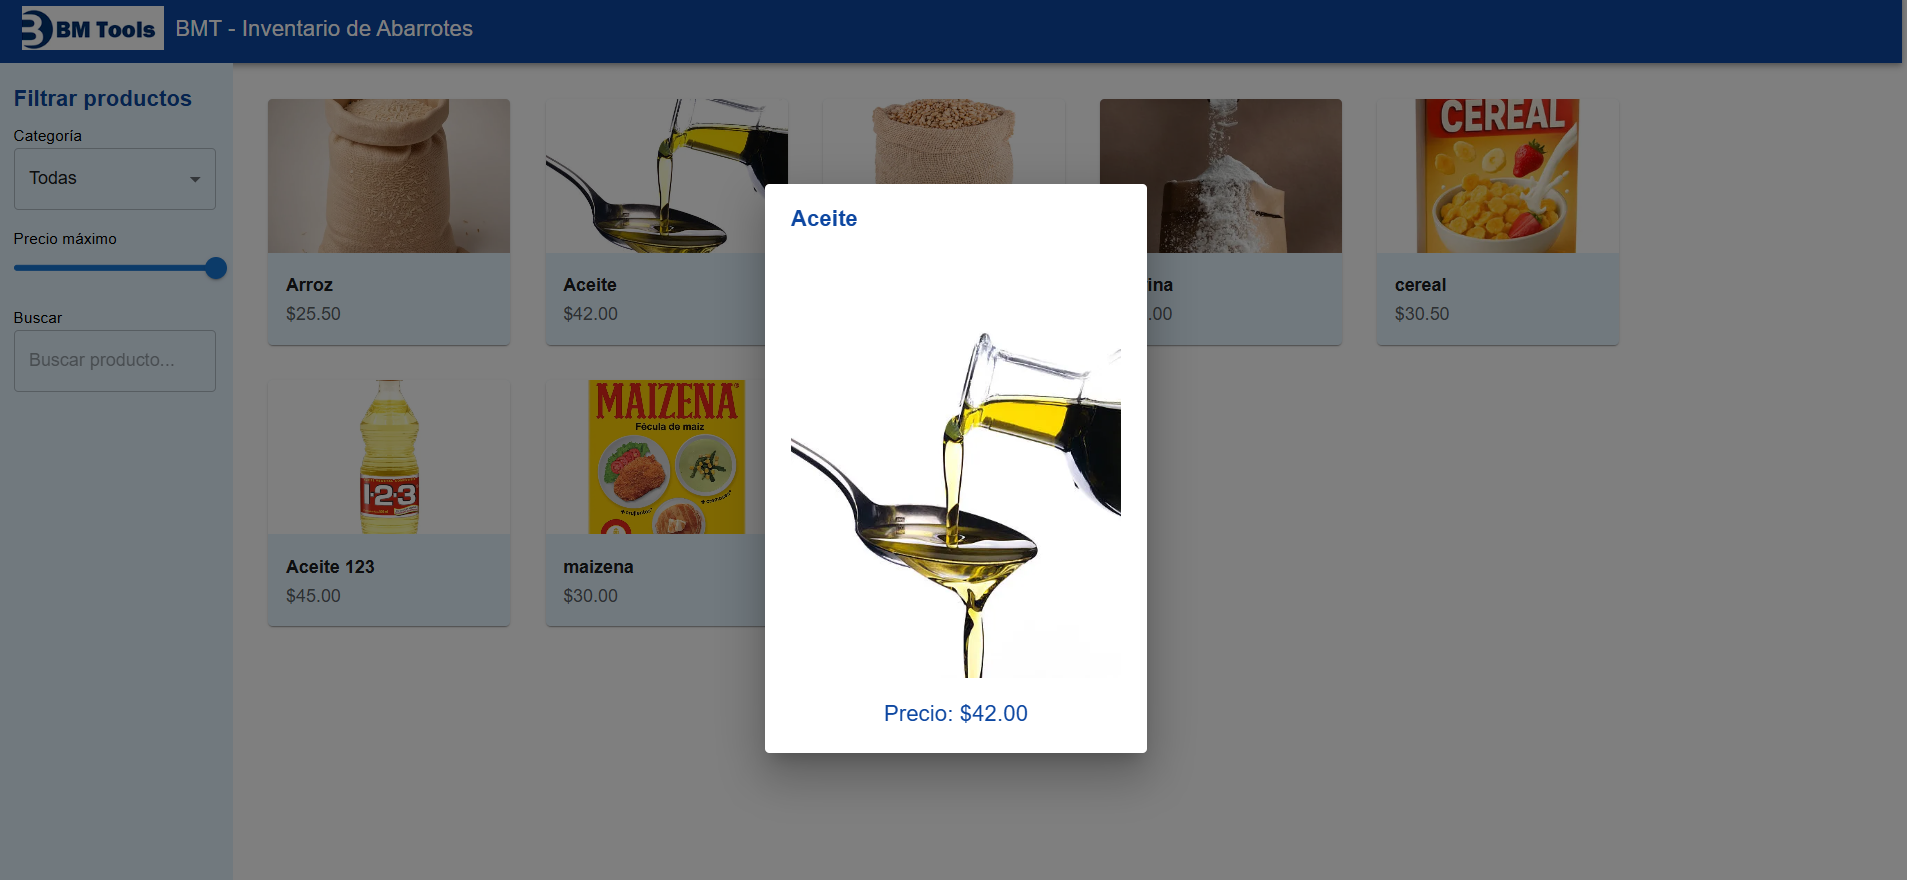 BM Tools
BMT - Inventario de Abarrotes
Filtrar productos
Categoría
Todas
Precio máximo
Buscar
Buscar producto...
CEREAL
Arroz
$25.50
Aceite
$42.00
ina
.00
cereal
$30.50
1-2-3
Aceite 123
$45.00
MAIZENA
Fécula de maíz
maizena
$30.00
Aceite
Precio: $42.00